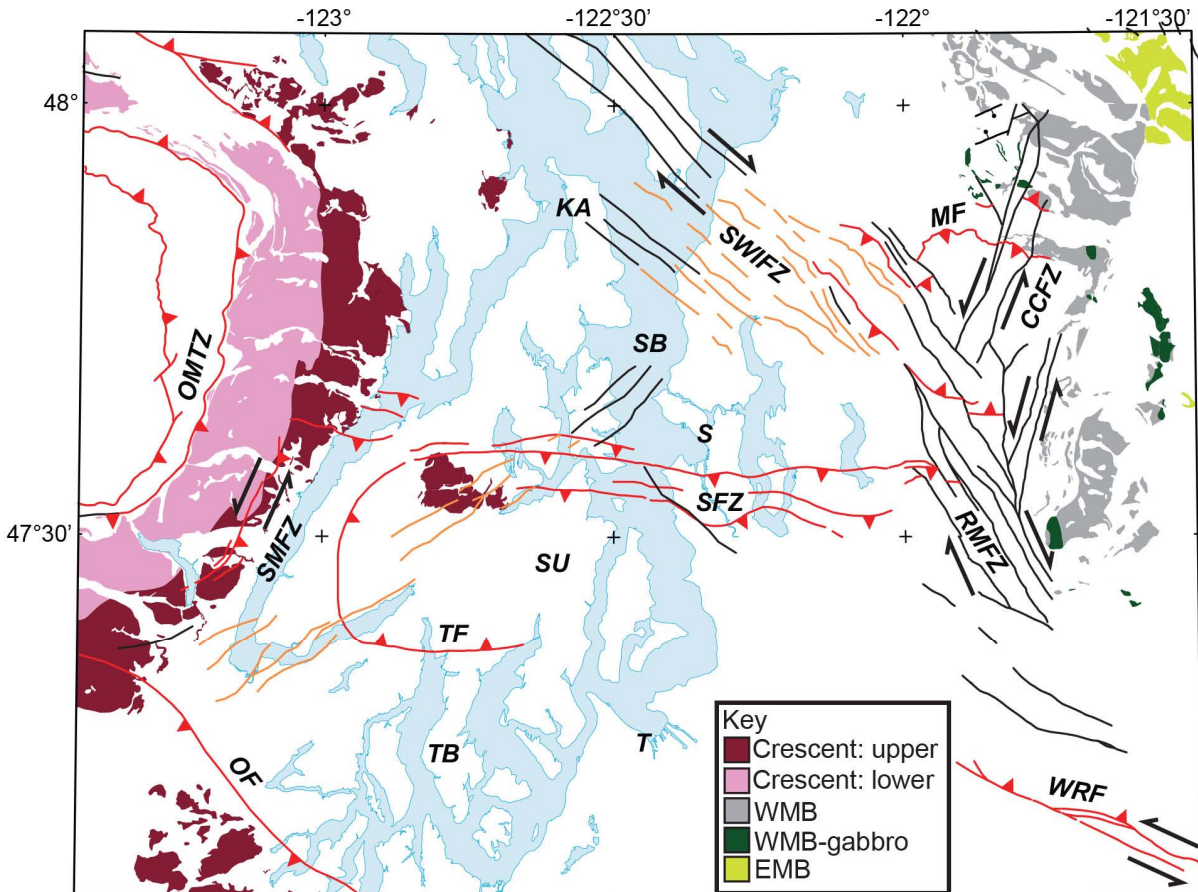 -123°
-122°30'
-122°
-121°30'
48°
KA
MF
SWIFZ
CCFZ
SB
OMTZ
S
SFZ
47°30'
SMFZ
RMFZ
SU
TF
Key
Crescent: upper
T
TB
Crescent: lower
OF
WMB
WRF
WMB-gabbro
EMB